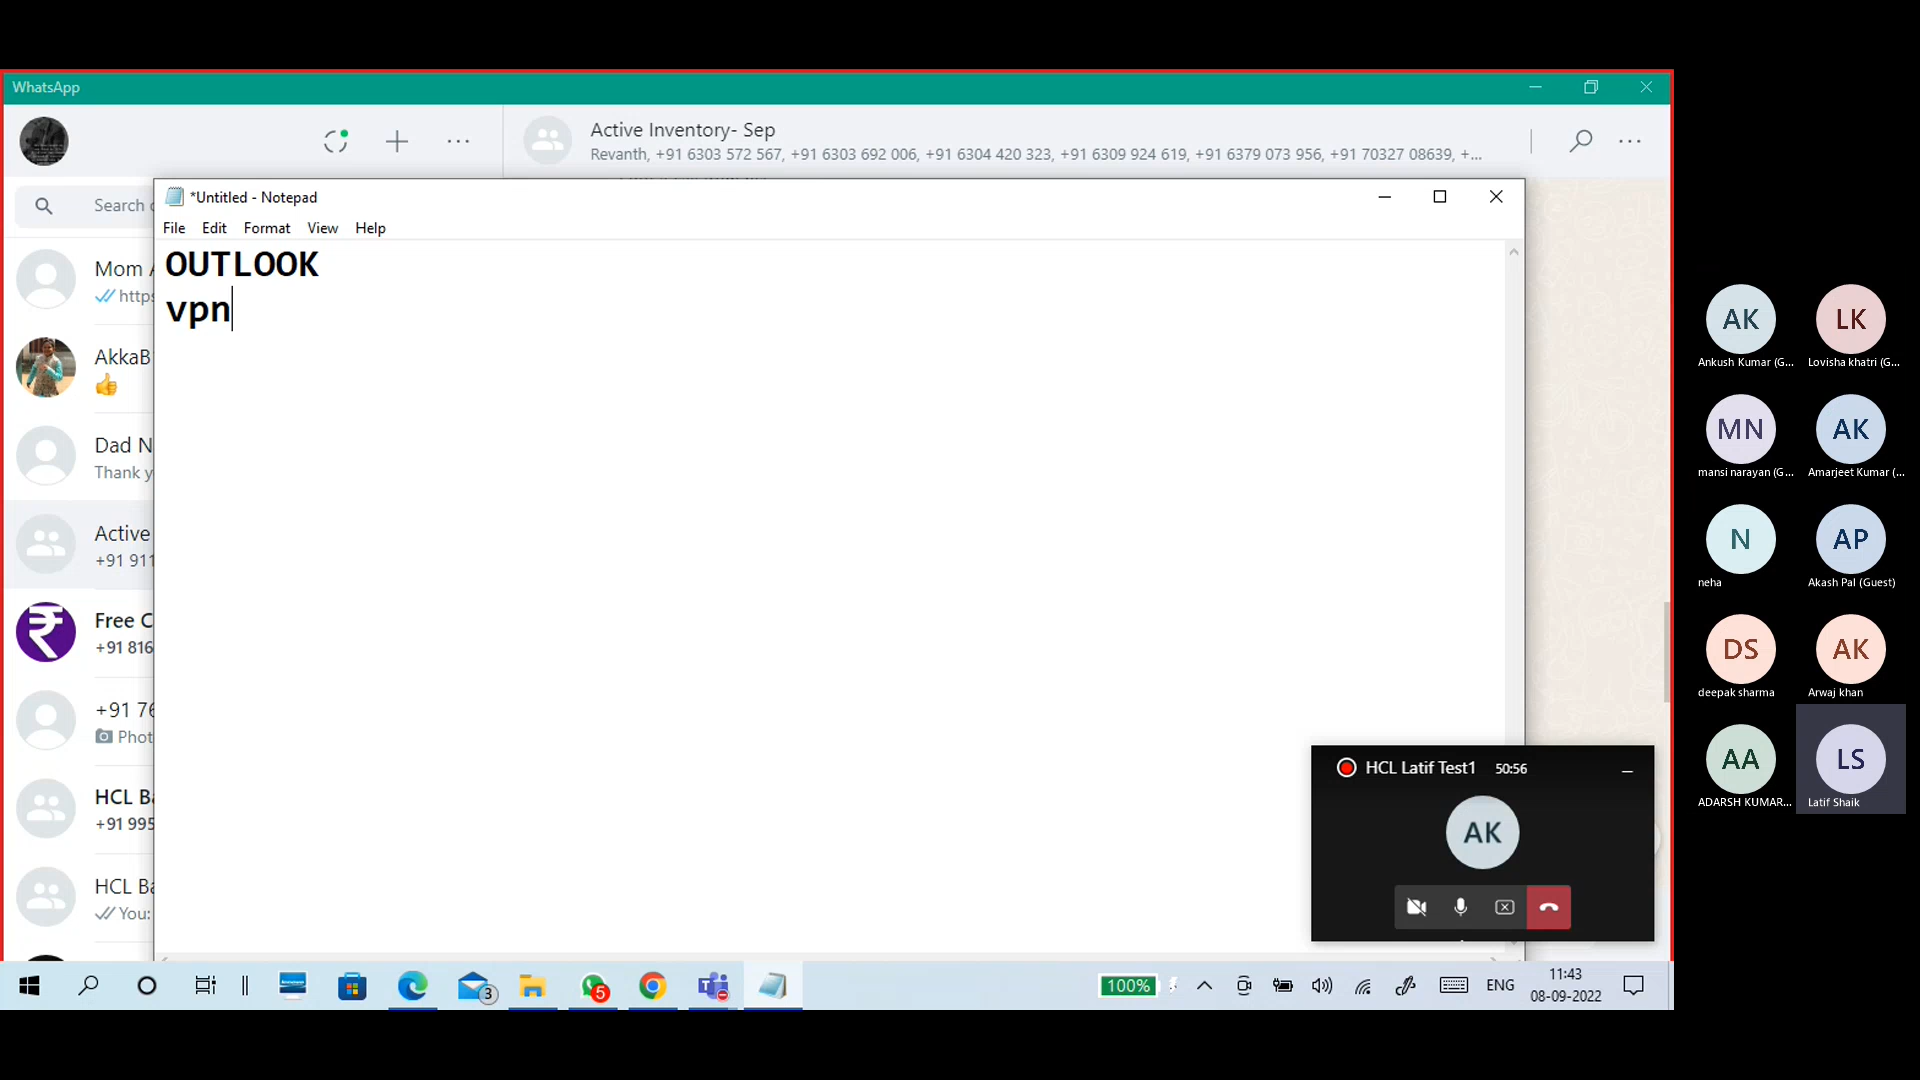 WhatsApp
Active Inventory- Sep
Revanth, +91 6303 572 567, +91 6303 692 006, +91 6304 420 323, +91 6309 924 619, +91 6379 073 956, +91 70327 08639, +...
Search
*Untitled - Notepad
File Edit Format View Help
OUTLOOK
vpn
Mom
https
AkkaB
Dad N
Thank y
Active
+91 911
Free C
+91 816
+91 76
Phot
HCL Ba
+91 995
HCL Ba
You:
HCL Latif Test1 50:56
AK
3
5
T
100%
ENG
11:43
08-09-2022
AK
Ankush Kumar (G...
LK
Lovisha khatri (G...
MN
mansi narayan (G...
AK
Amarjeet Kumar (...
N
neha
AP
Akash Pal (Guest)
DS
deepak sharma
AK
Arwaj khan
AA
ADARSH KUMAR...
LS
Latif Shaik